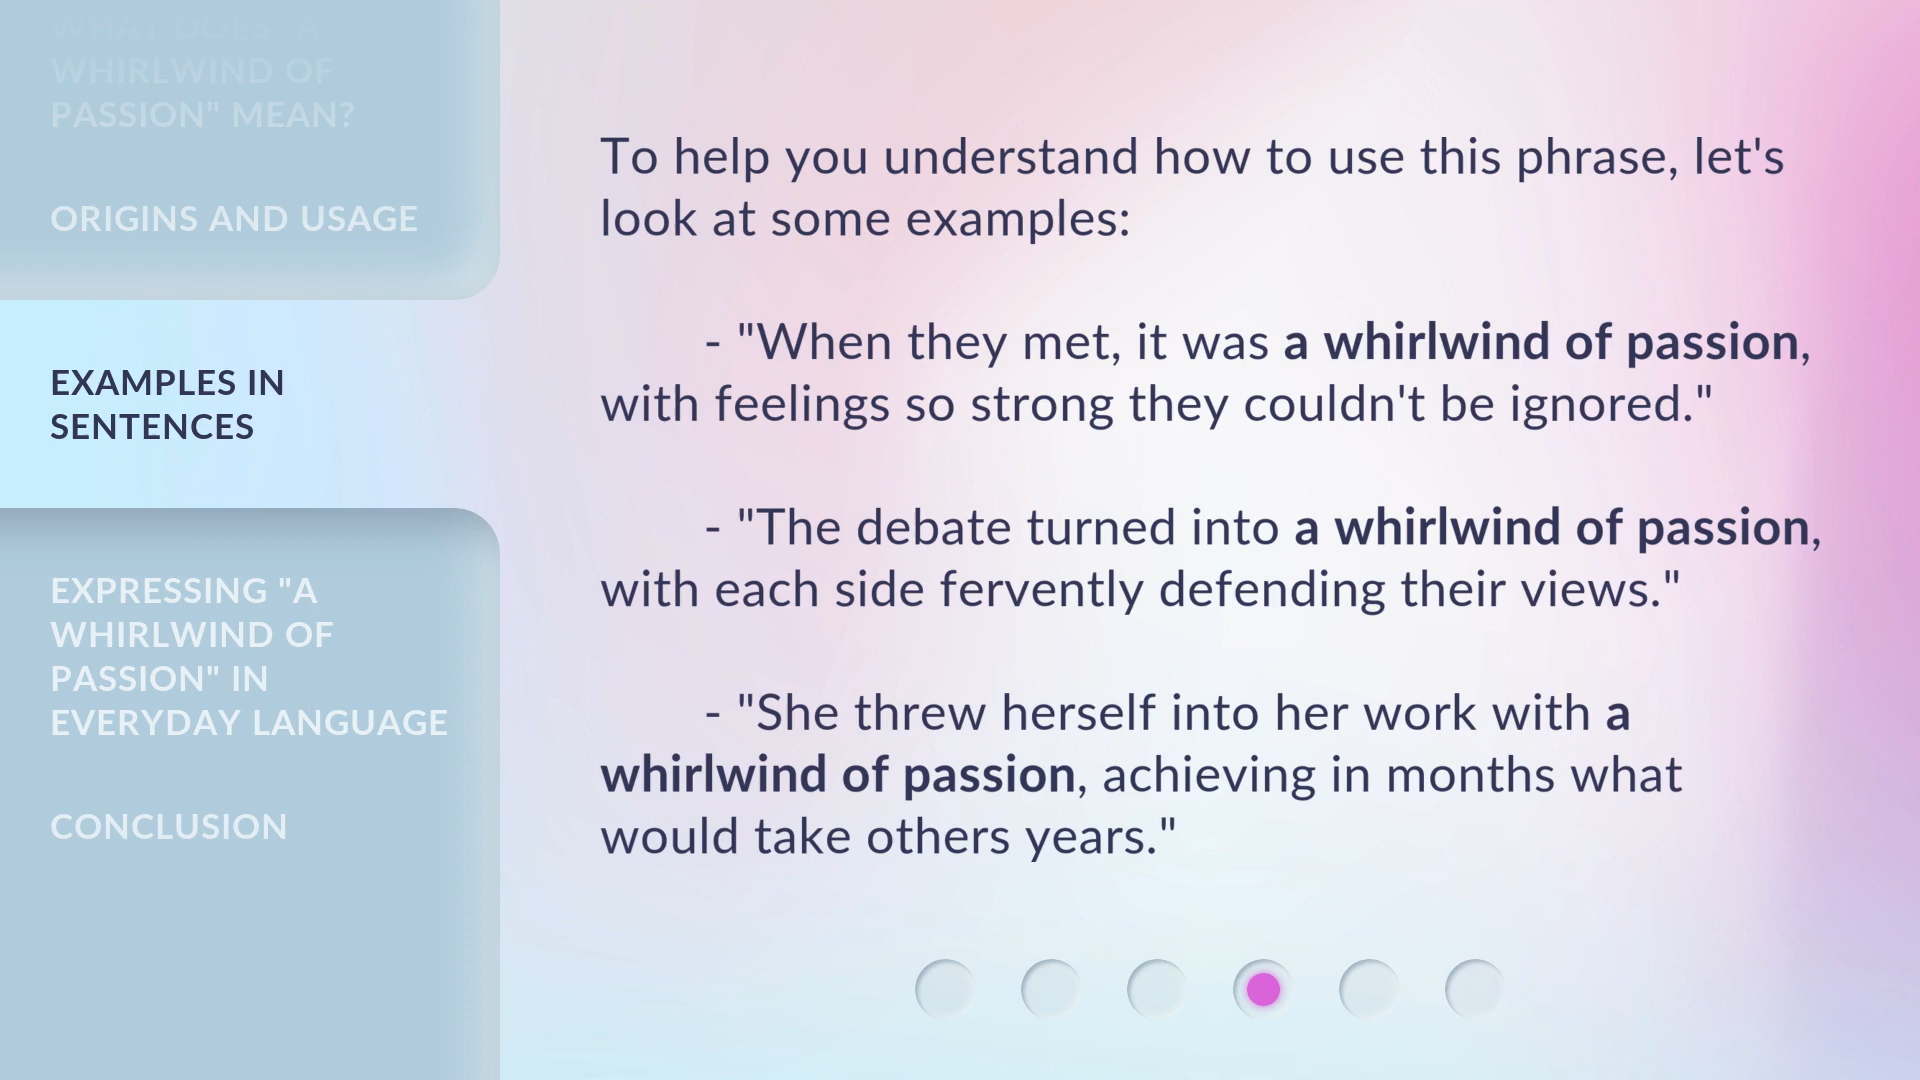 WHAT DOES "A
WHIRLWIND OF
PASSION" MEAN?
ORIGINS AND USAGE
EXAMPLES IN
SENTENCES
EXPRESSING "A
WHIRLWIND OF
PASSION" IN
EVERYDAY LANGUAGE
CONCLUSION
To help you understand how to use this phrase, let's
look at some examples:
- "When they met, it was a whirlwind of passion,
with feelings so strong they couldn't be ignored."
- "The debate turned into a whirlwind of passion,
with each side fervently defending their views."
- "She threw herself into her work with a
whirlwind of passion, achieving in months what
would take others years."